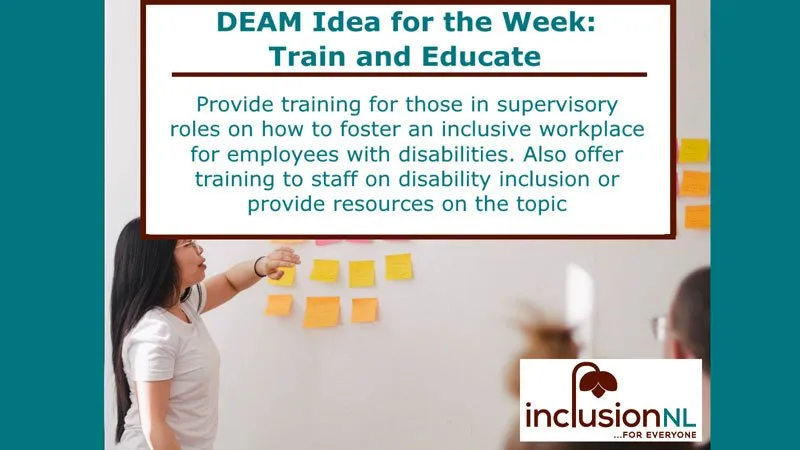 DEAM Idea for the Week:
Train and Educate
Provide training for those in supervisory
roles on how to foster an inclusive workplace
for employees with disabilities. Also offer
training to staff on disability inclusion or
provide resources on the topic
inclusionNL
...FOR EVERYONE